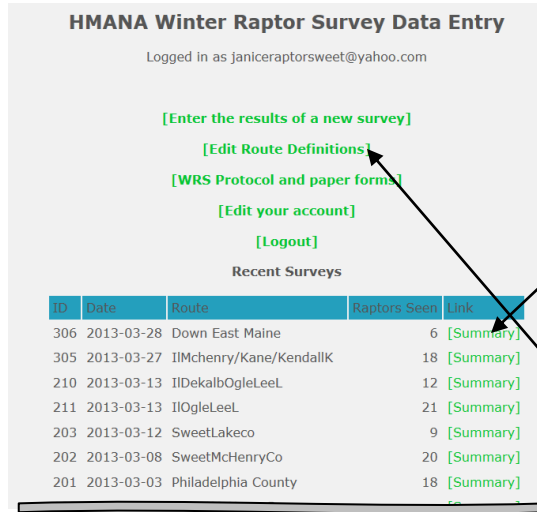 HMANA Winter Raptor Survey Data Entry
Logged in as janiceraptorsweet@yahoo.com
[Enter the results of a new survey]
[Edit Route Definitions]
[WRS Protocol and paper forms]
[Edit your account]
[Logout]
Recent Surveys
ID Date Route Raptors Seen Link
306 2013-03-28 Down East Maine 6 [Summary]
305 2013-03-27 IlMchenry/Kane/KendallK 18 [Summary]
210 2013-03-13 IlDekalbOgleLeeL 12 [Summary]
211 2013-03-13 IlOgleLeeL 21 [Summary]
203 2013-03-12 SweetLakeco 9 [Summary]
202 2013-03-08 SweetMcHenryCo 20 [Summary]
201 2013-03-03 Philadelphia County 18 [Summary]